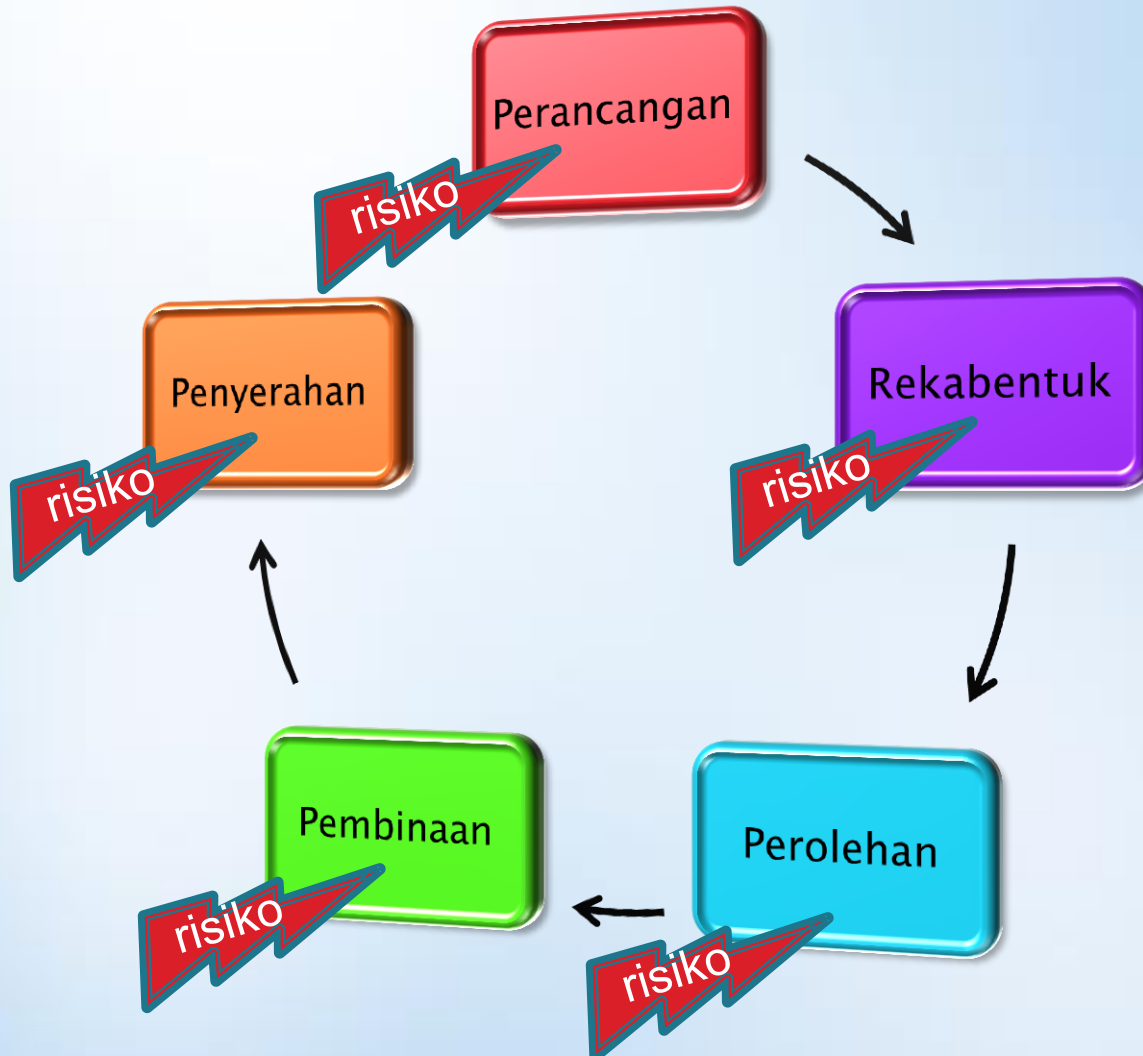 Perancangan
risiko
Rekabentuk
risiko
Perolehan
risiko
Pembinaan
risiko
Penyerahan
risiko